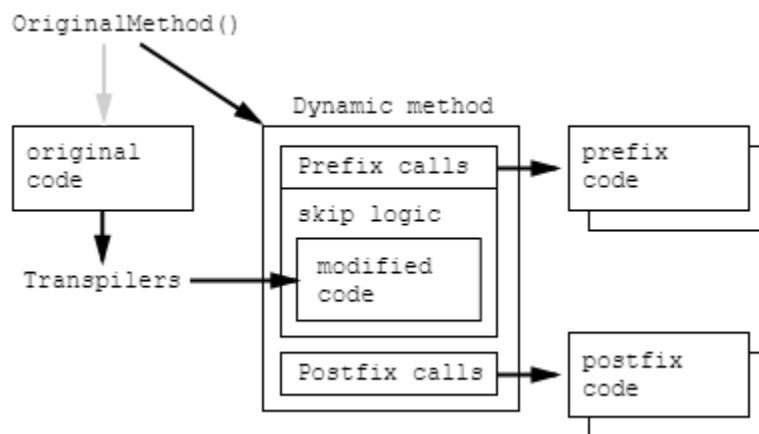 OriginalMethod()
Dynamic method
original
code
Prefix calls
prefix
code
skip logic
modified
code
Transpilers
Postfix calls
postfix
code